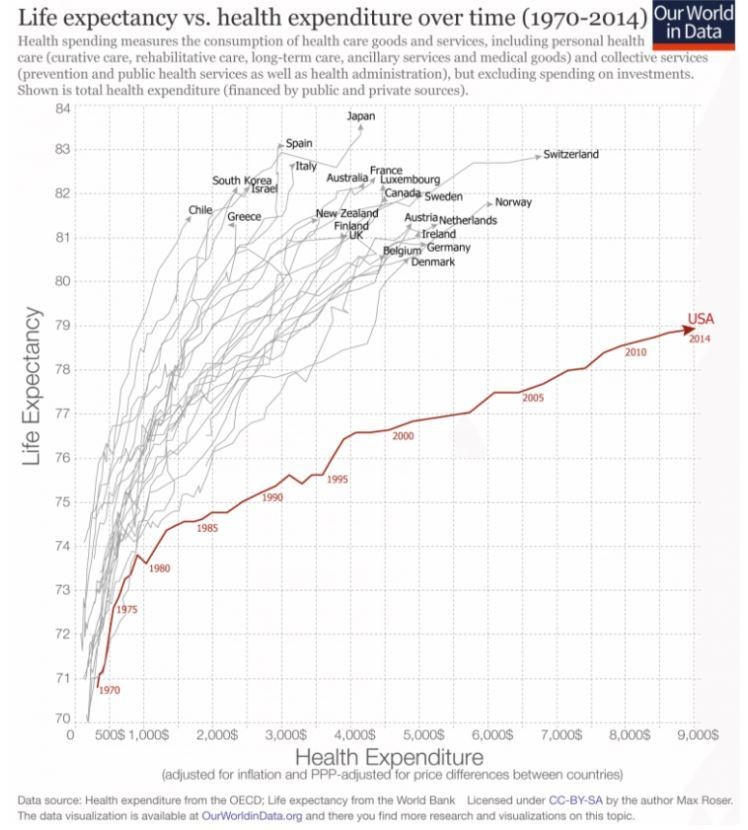 Life expectancy vs. health expenditure over time (1970-2014)
Our World
in Data
Health spending measures the consumption of health care goods and services, including personal health
care (curative care, rehabilitative care, long-term care, ancillary services and medical goods) and collective services
(prevention and public health services as well as health administration), but excluding spending on investments.
Shown is total health expenditure (financed by public and private sources).
84
Japan
83
Spain
Switzerland
Italy
France
South Korea
Australia
Luxembourg
Israel
82
Canada
Sweden
Norway
Chile
Greece
New Zealand
Austria
Netherlands
Finland
UK
Ireland
81
Belgium
Germany
Denmark
80
79
USA
2014
2010
78
2005
77
2000
76
1995
75
1990
1985
74
1980
73
1975
72
71
1970
70
Life Expectancy
0
500$
1,000$
2,000$
3,000$
4,000$
5,000$
6,000$
7,000$
8,000$
9,000$
Health Expenditure
(adjusted for inflation and PPP-adjusted for price differences between countries)
Data source: Health expenditure from the OECD; Life expectancy from the World Bank Licensed under CC-BY-SA by the author Max Roser.
The data visualization is available at OurWorldinData.org and there you find more research and visualizations on this topic.